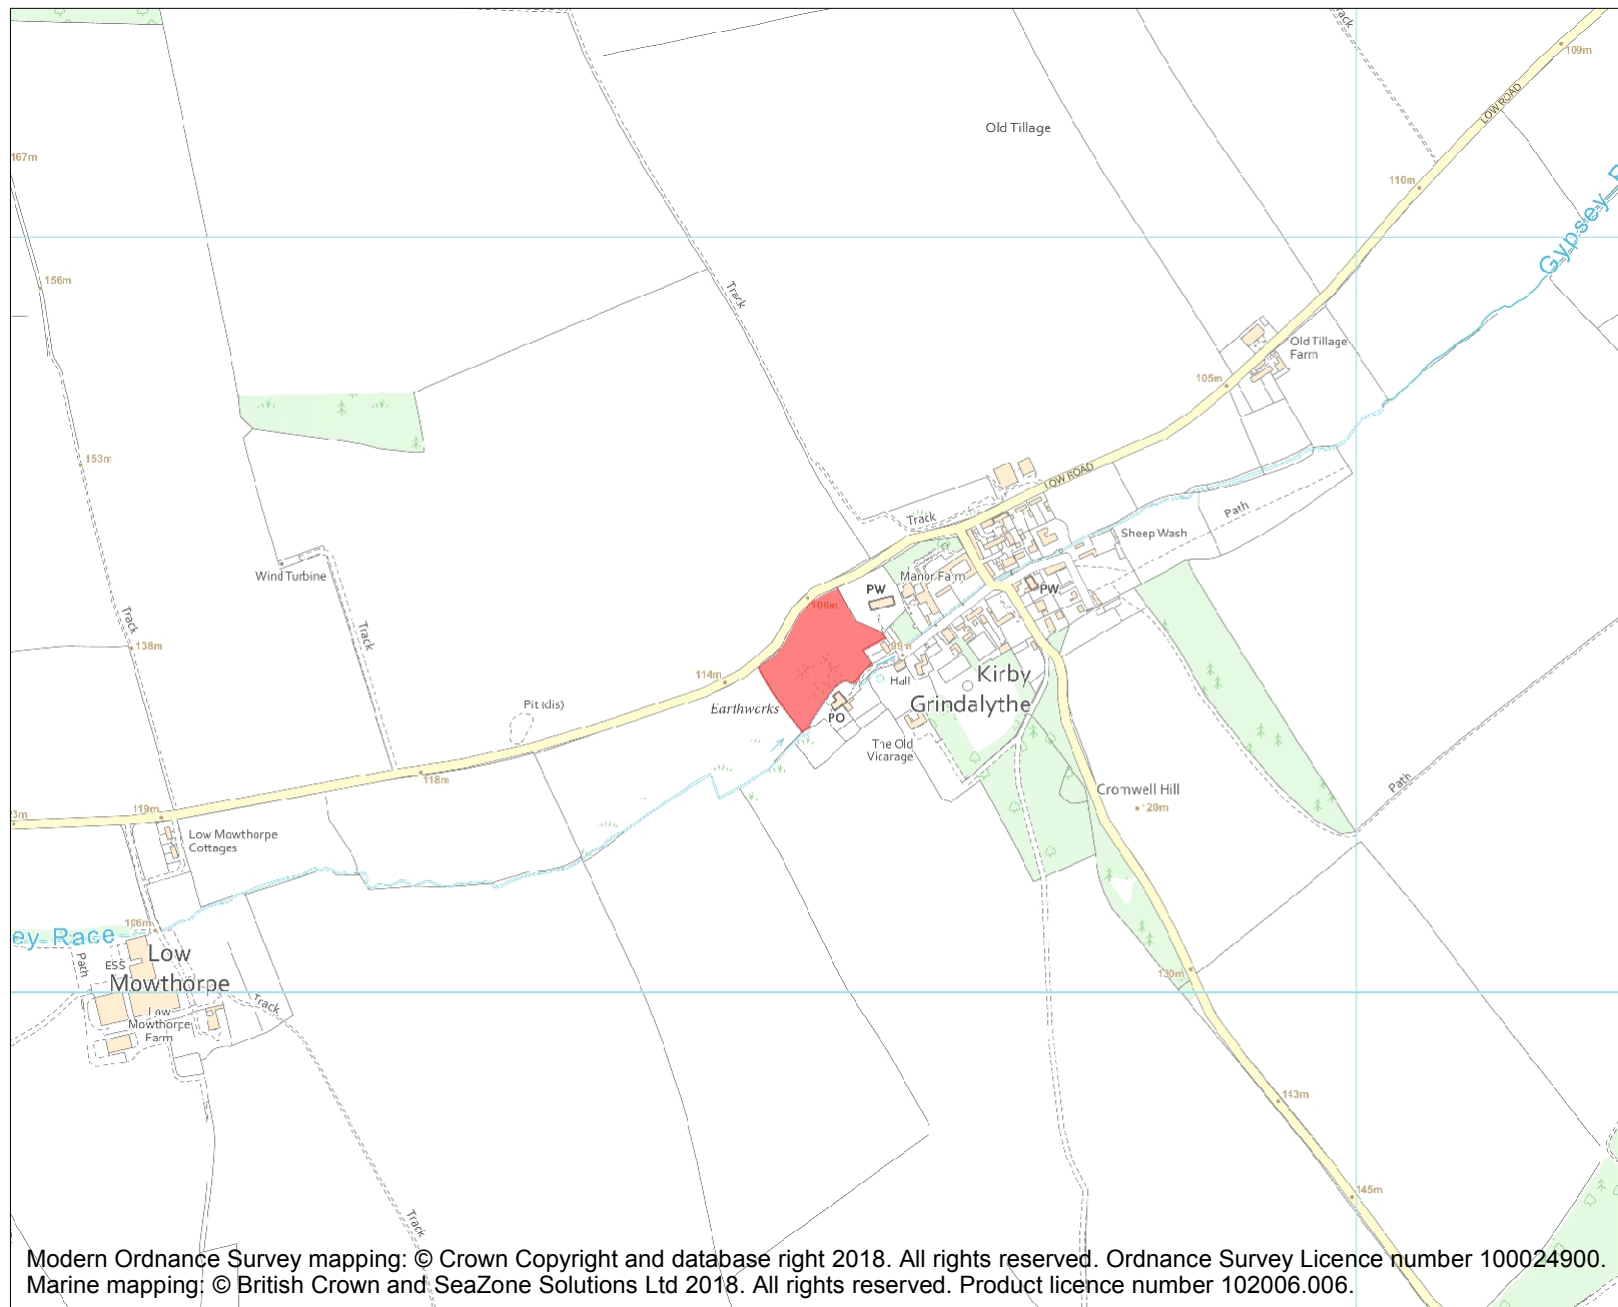 Track
109m
LOW ROAD
Old Tillage
167m
110m
Gypsey
156m
Track
Old Tillage
Farm
105m
153m
LOW ROAD
Track
Path
Sheep Wash
Wind Turbine
Manor Farm
PW
PW
106m
Track
Track
138m
99m
114m
Hall
Kirby
Grindalythe
Pit (dis)
Earthworks
PO
The Old
Vicarage
118m
Path
Cromwell Hill
120m
119m
3m
Low Mowthorpe
Cottages
106m
ey Race
Low
Mowthorpe
ESS
Path
130m
Track
Low
Mowthorpe
Farm
143m
145m
Track
Modern Ordnance Survey mapping: © Crown Copyright and database right 2018. All rights reserved. Ordnance Survey Licence number 100024900.
Marine mapping: © British Crown and SeaZone Solutions Ltd 2018. All rights reserved. Product licence number 102006.006.